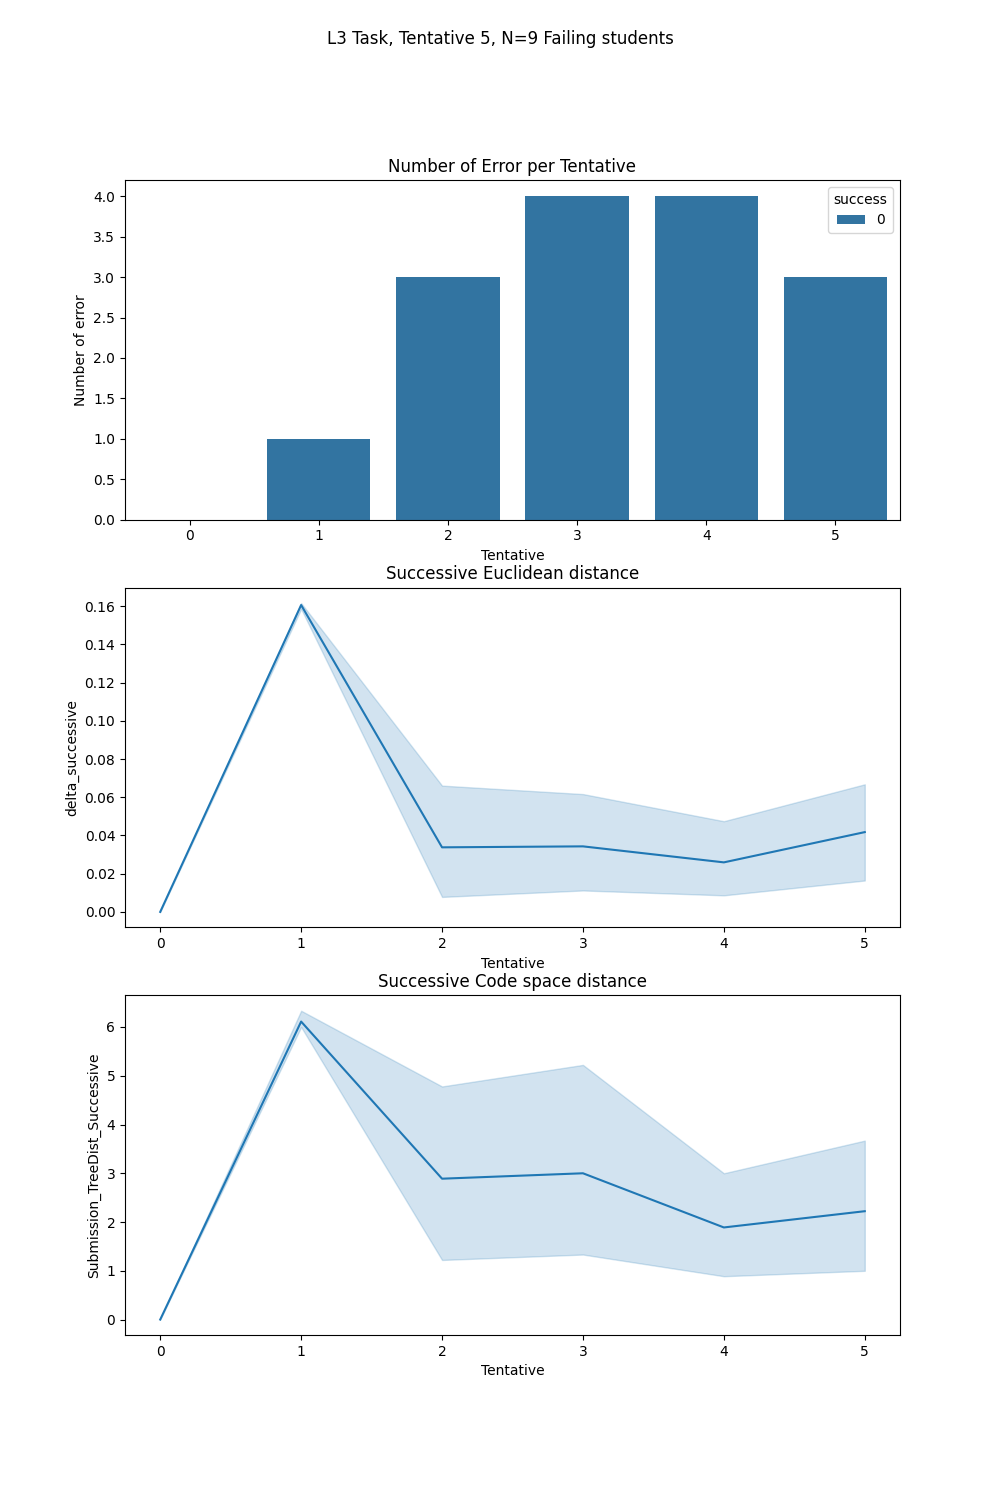 L3 Task, Tentative 5, N=9 Failing students
Number of Error per Tentative
4.0
3.5
3.0
2.5
2.0
1.5
1.0
0.5
0.0
Number of error
success
0
0 1 2 3 4 5
Tentative
Successive Euclidean distance
0.16
0.14
0.12
0.10
0.08
0.06
0.04
0.02
0.00
delta_successive
0 1 2 3 4 5
Tentative
Successive Code space distance
6
5
4
3
2
1
0
Submission_TreeDist_Successive
0 1 2 3 4 5
Tentative